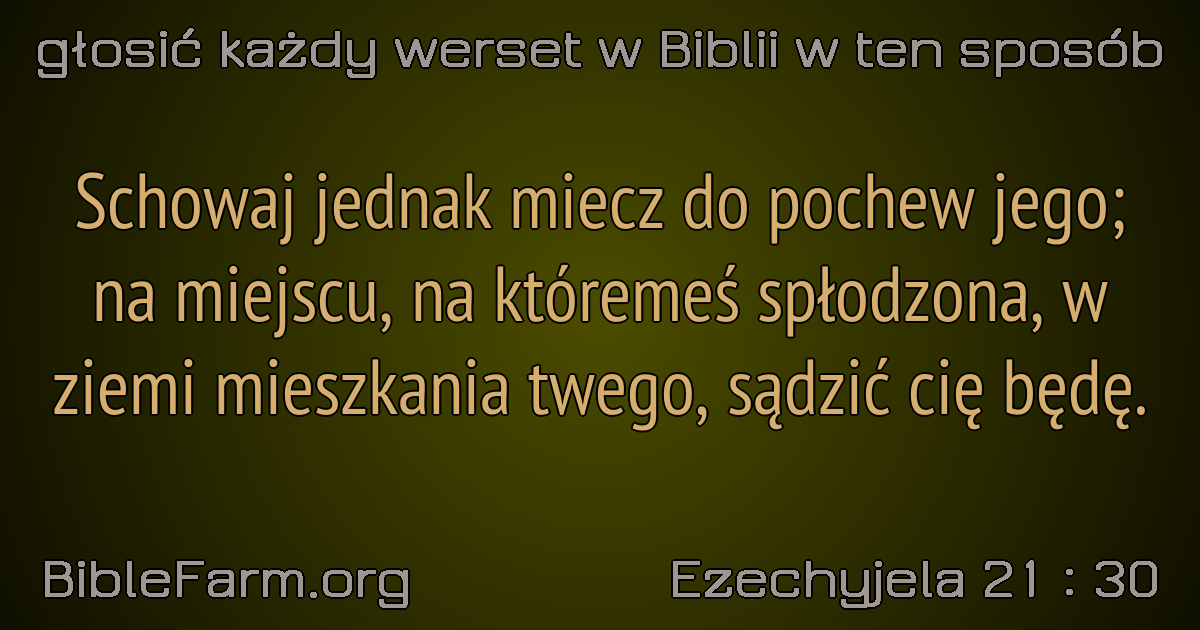 głosić każdy werset w Biblii w ten sposób
Schowaj jednak miecz do pochew jego;
na miejscu, na któremeś spłodzona, w
ziemi mieszkania twego, sądzić cię będę.
BibleFarm.org
Ezechyjela 21 : 30